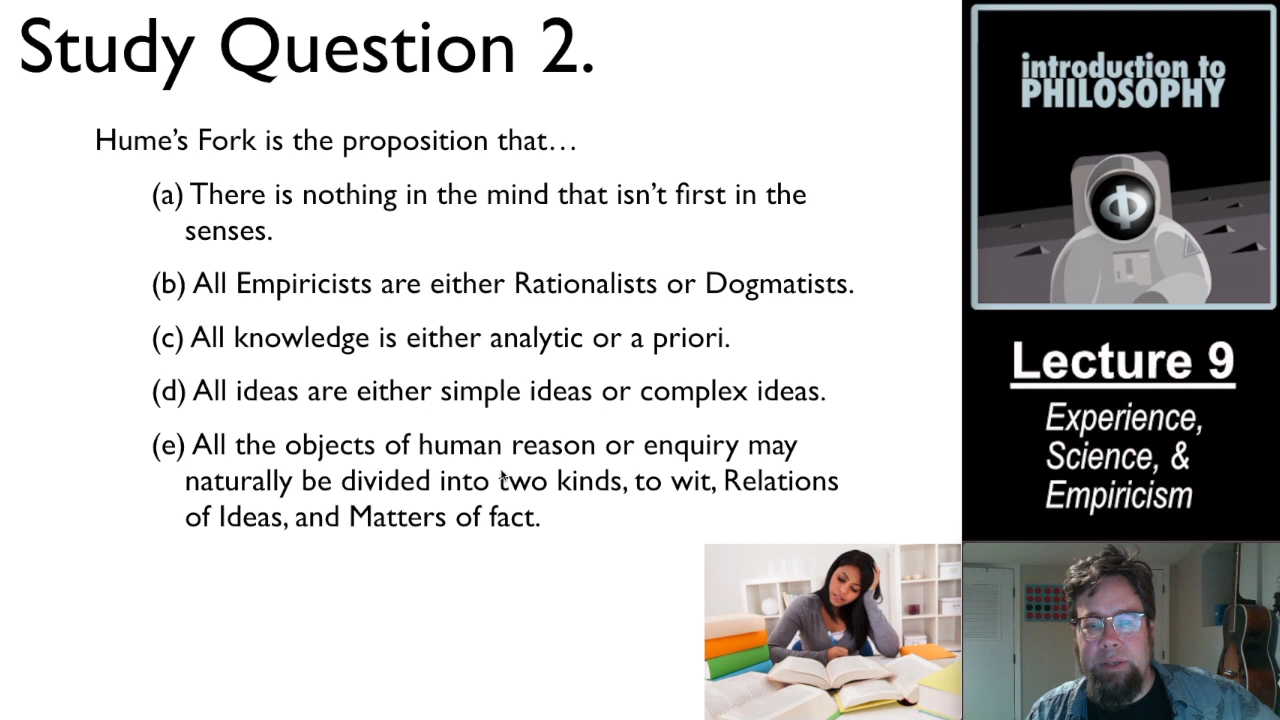 Study Question 2.
Hume's Fork is the proposition that…
(a) There is nothing in the mind that isn't first in the
senses.
(b) All Empiricists are either Rationalists or Dogmatists.
(c) All knowledge is either analytic or a priori.
(d) All ideas are either simple ideas or complex ideas.
(e) All the objects of human reason or enquiry may
naturally be divided into two kinds, to wit, Relations
of Ideas, and Matters of fact.
introduction to
PHILOSOPHY
Φ
Lecture 9
Experience,
Science, &
Empiricism